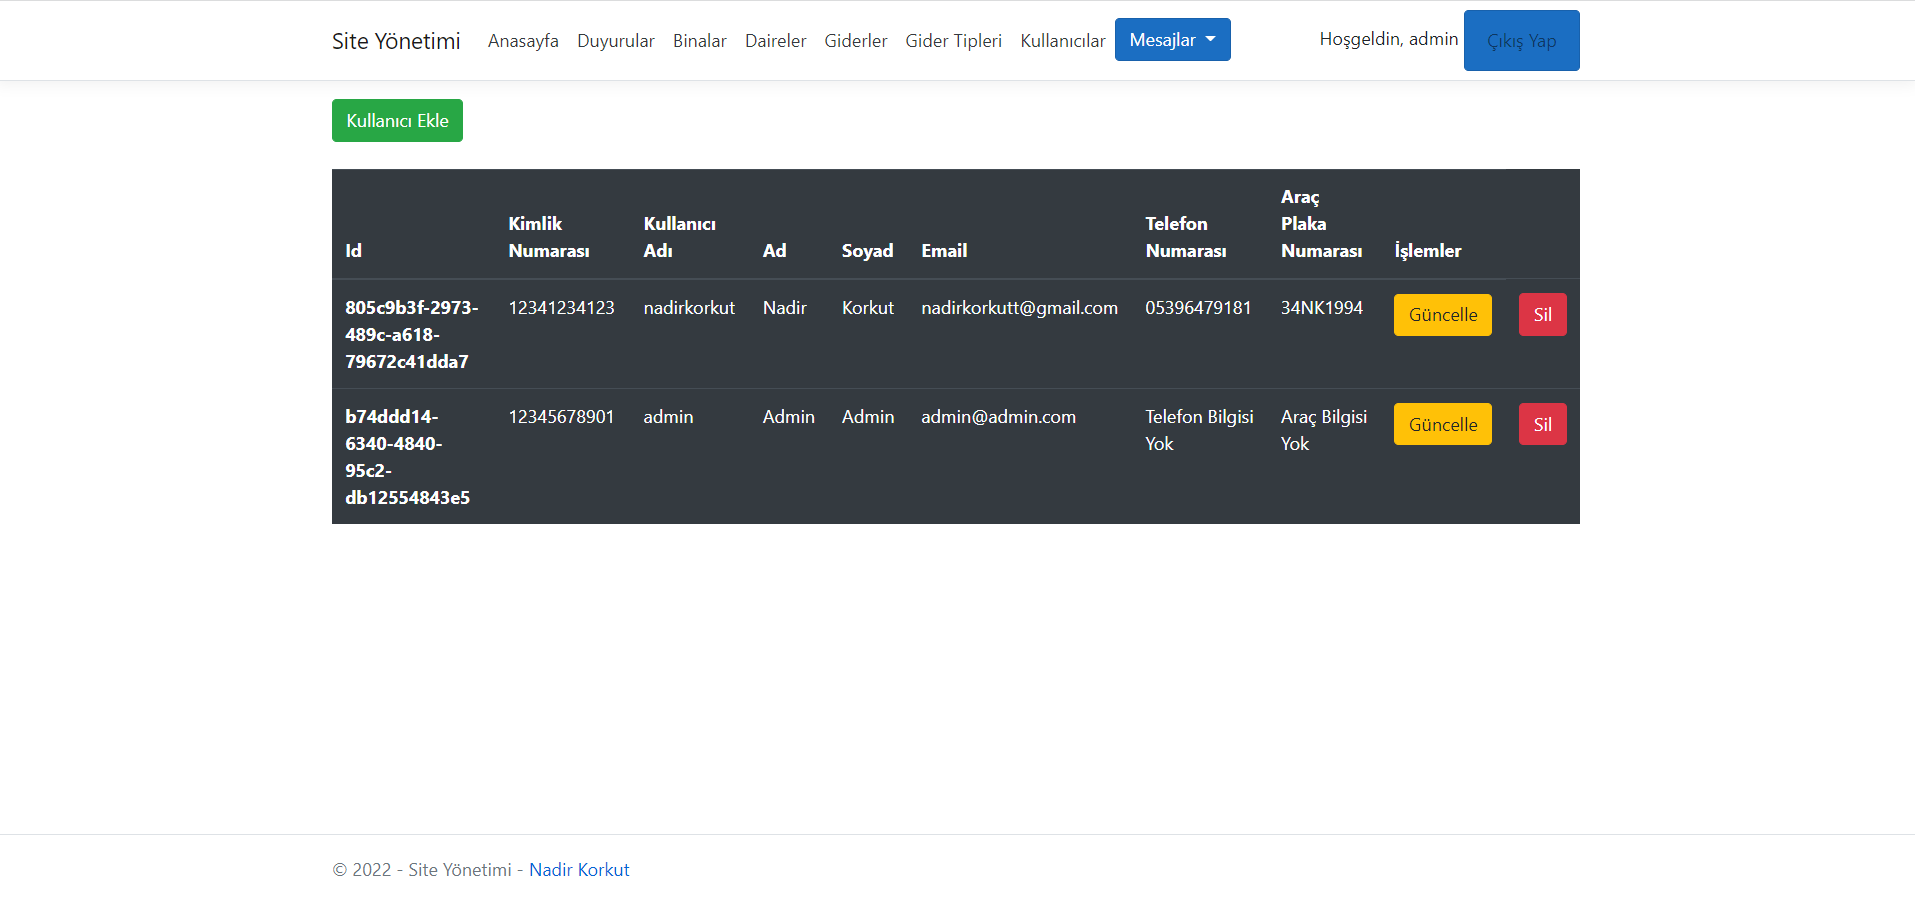 Site Yönetimi Anasayfa Duyurular Binalar Daireler Giderler Gider Tipleri Kullanıcılar Mesajlar Hoşgeldin, admin Çıkış Yap
Kullanıcı Ekle
Id Kimlik Numarası Kullanıcı Adı Ad Soyad Email Telefon Numarası Araç Plaka Numarası İşlemler
805c9b3f-2973-489c-a618-79672c41dda7 12341234123 nadirkorkut Nadir Korkut nadirkorkutt@gmail.com 05396479181 34NK1994 Güncelle Sil
b74ddd14-6340-4840-95c2-db12554843e5 12345678901 admin Admin Admin admin@admin.com Telefon Bilgisi Yok Araç Bilgisi Yok Güncelle Sil
© 2022 - Site Yönetimi - Nadir Korkut